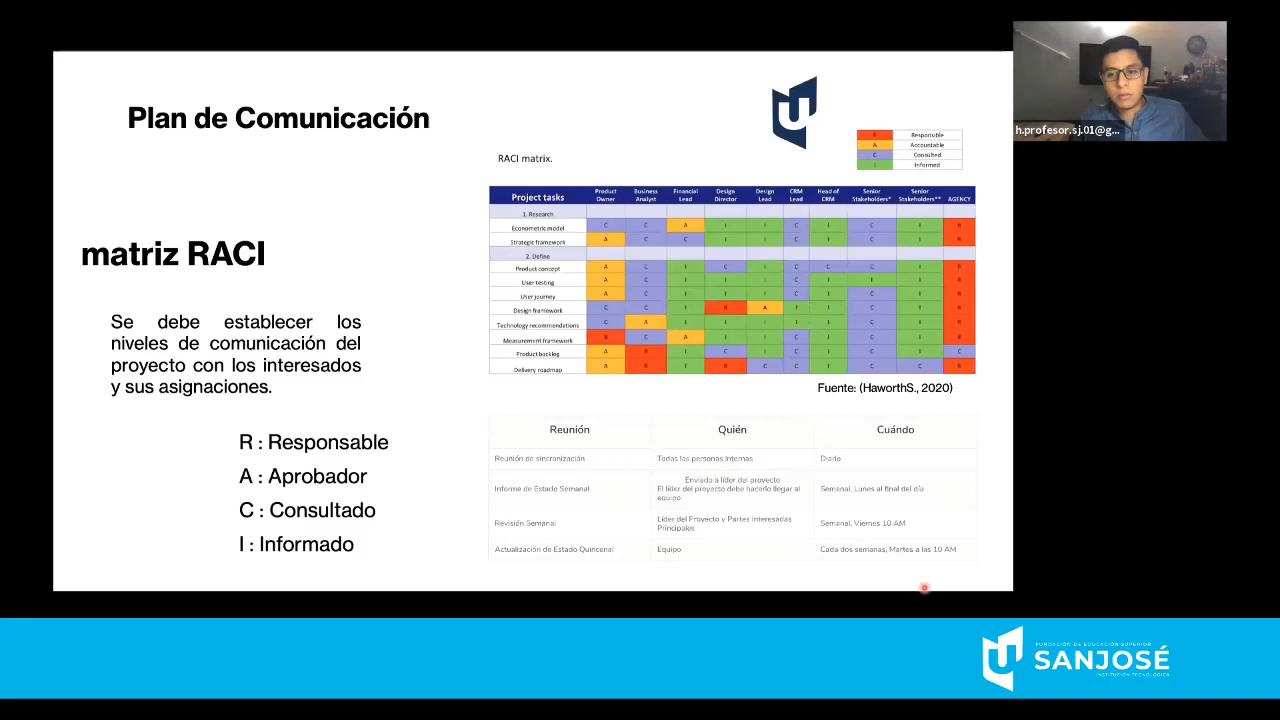 Plan de Comunicación
matriz RACI
Se debe establecer los
niveles de comunicación del
proyecto con los interesados
y sus asignaciones.
R : Responsable
A : Aprobador
C : Consultado
I : Informado
RACI matrix.
R Responsible
A Accountable
C Consulted
I Informed
Project tasks Product Owner Business Analyst Financial Lead Design Director Design Lead CRM Lead Head of CRM Senior Stakeholders* Senior Stakeholders** AGENCY
1. Research
Econometric model C C A I I C I C I R
Strategic framework A C C I I C I C I R
2. Define
Product concept A C I C I C C C I R
User testing A C I I I C I I I R
User journey A C I I I C I C I R
Design framework C C I R A I I C I R
Technology recommendations C A I I I I I C I R
Measurement framework R C A I I C I C I R
Product backlog A R I C I C I C I C
Delivery roadmap A R I R C C I C C R
Fuente: (HaworthS., 2020)
Reunión Quién Cuándo
Reunión de sincronización Todas las personas internas Diario
Enviado a líder del proyecto
Informe de Estado Semanal El líder del proyecto debe hacerlo llegar al Semanal, Lunes al final del día
equipo
Revisión Semanal Líder del Proyecto y Partes Interesadas Semanal, Viernes 10 AM
Principales
Actualización de Estado Quincenal Equipo Cada dos semanas, Martes a las 10 AM
h.profesor.sj.01@g...
FUNDACIÓN DE EDUCACIÓN SUPERIOR
SANJOSÉ
INSTITUCIÓN TECNOLÓGICA